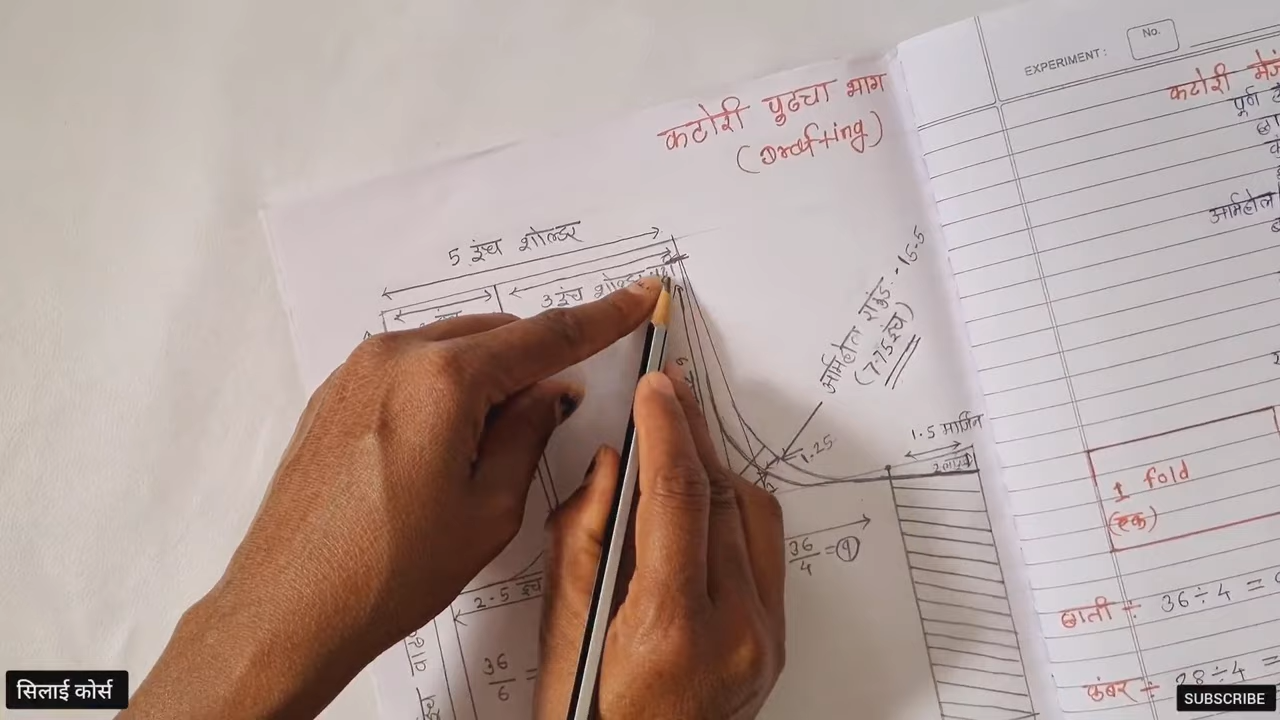 कटोरी पुढचा भाग
(Drafting)
5 इंच शोल्डर
3 इंच शोल्डर
आर्महोल राऊंड - 16.5
(7.75 इंच)
1.25
1.5 मार्जिन
36/4 = 9
2.5 इंच
36/6 =
EXPERIMENT:
No.
कटोरी
पूर्ण
आर्महोल
1 fold
(एक)
छाती ÷ 36÷4 =
कंबर ÷ 28÷4 =
सिलाई कोर्स
SUBSCRIBE